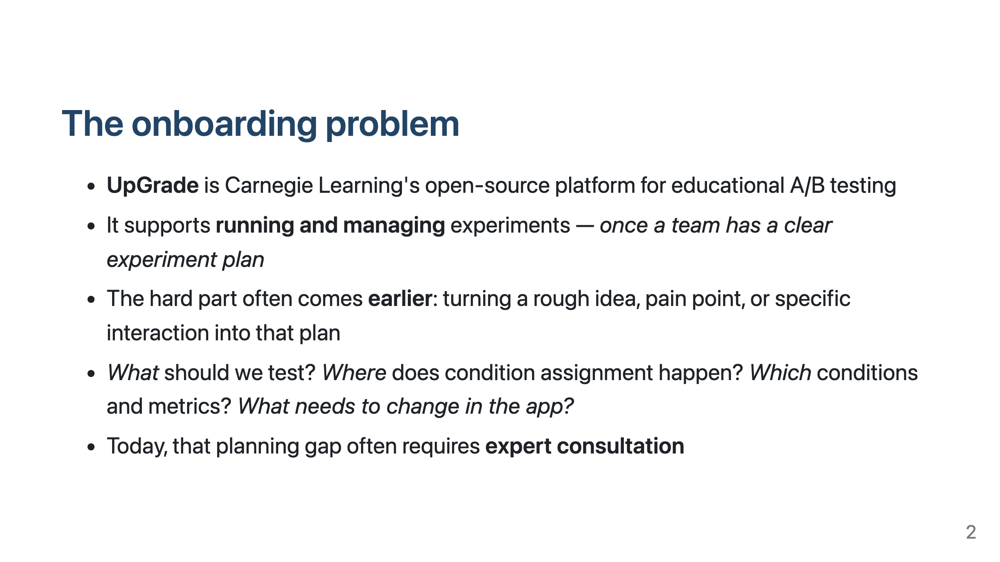 The onboarding problem
• UpGrade is Carnegie Learning's open-source platform for educational A/B testing
• It supports running and managing experiments — once a team has a clear
experiment plan
• The hard part often comes earlier: turning a rough idea, pain point, or specific
interaction into that plan
• What should we test? Where does condition assignment happen? Which conditions
and metrics? What needs to change in the app?
• Today, that planning gap often requires expert consultation
2